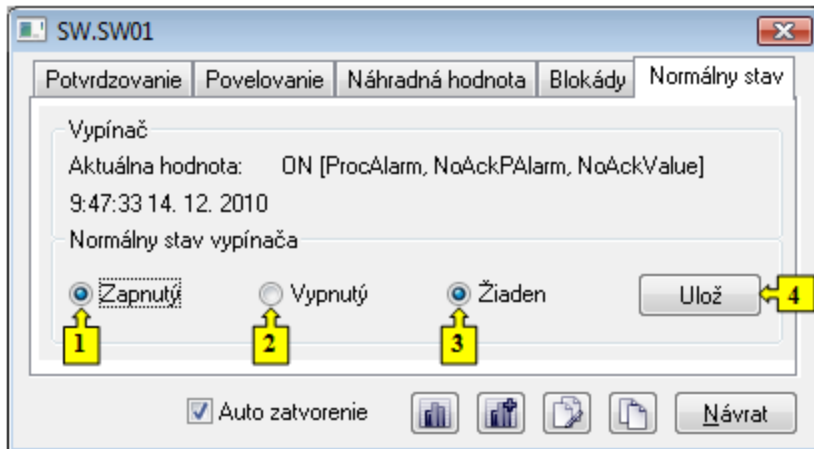 SW.SW01
Potvrdzovanie Povelovanie Náhradná hodnota Blokády Normálny stav
Vypínač
Aktuálna hodnota: ON [ProcAlarm, NoAckPAlarm, NoAckValue]
9:47:33 14. 12. 2010
Normálny stav vypínača
Zapnutý Vypnutý Žiaden Ulož 4
1 2 3
Auto zatvorenie Návrat